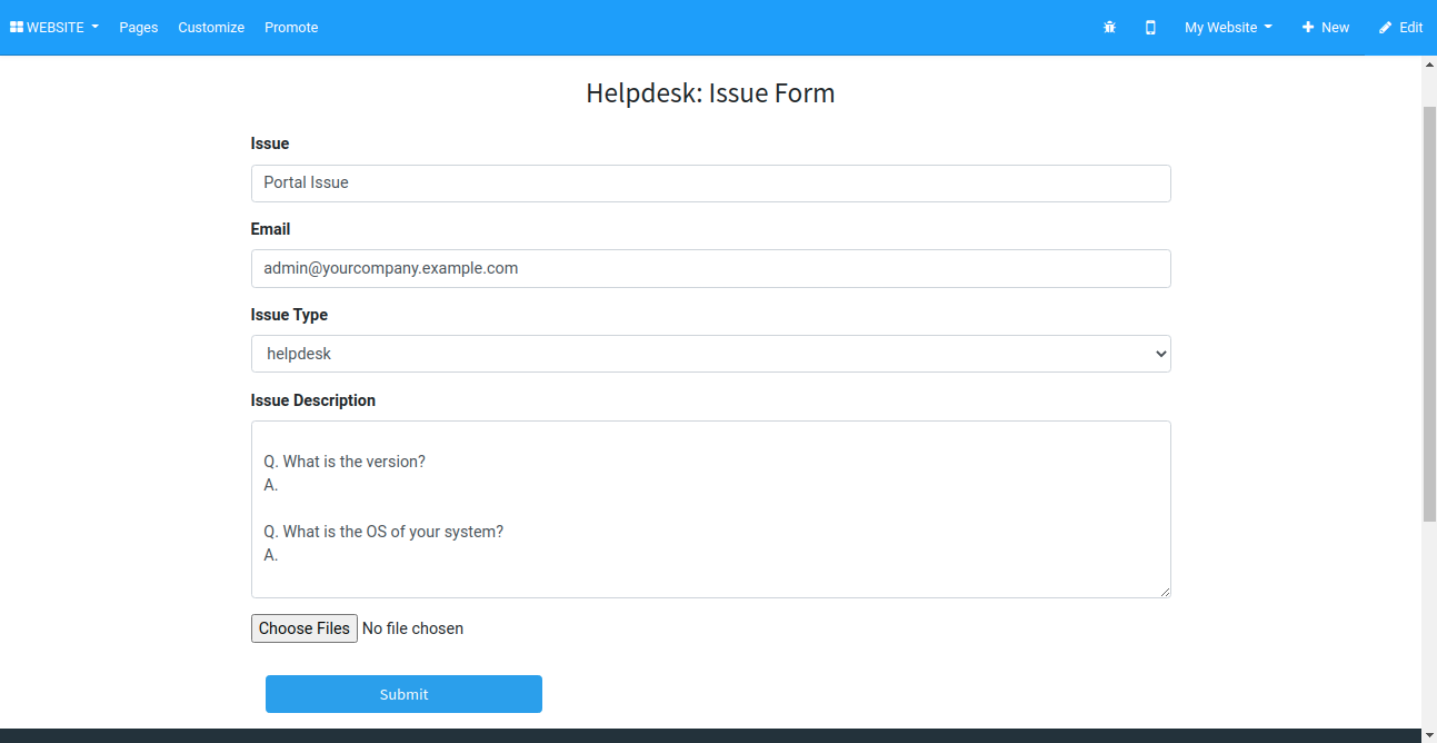 WEBSITE Pages Customize Promote My Website New Edit
Helpdesk: Issue Form
Issue
Portal Issue
Email
admin@yourcompany.example.com
Issue Type
helpdesk
Issue Description
Q. What is the version?
A.
Q. What is the OS of your system?
A.
Choose Files No file chosen
Submit